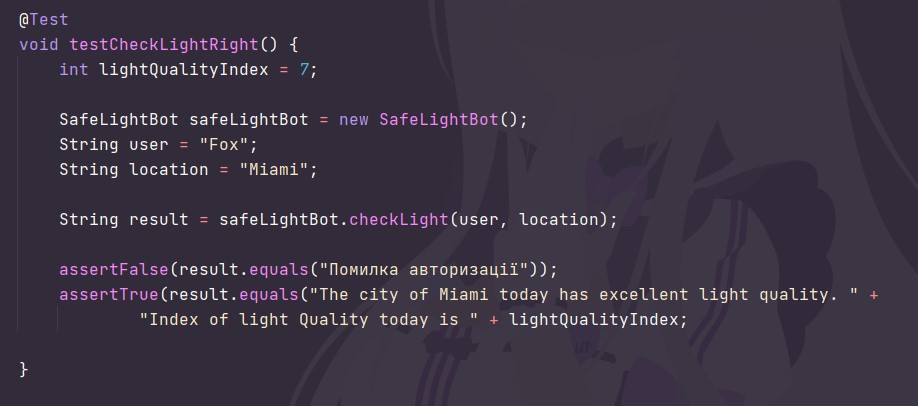 @Test
void testCheckLightRight() {
int lightQualityIndex = 7;
SafeLightBot safeLightBot = new SafeLightBot();
String user = "Fox";
String location = "Miami";
String result = safeLightBot.checkLight(user, location);
assertFalse(result.equals("Помилка авторизації"));
assertTrue(result.equals("The city of Miami today has excellent light quality. " +
"Index of light Quality today is " + lightQualityIndex;
}